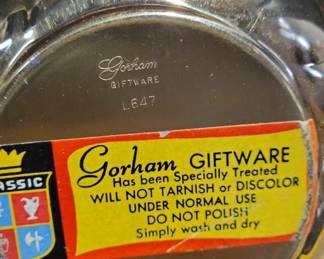 Gorham
GIFTWARE
L647
Gorham GIFTWARE
Has been Specially Treated
WILL NOT TARNISH or DISCOLOR
UNDER NORMAL USE
DO NOT POLISH
Simply wash and dry